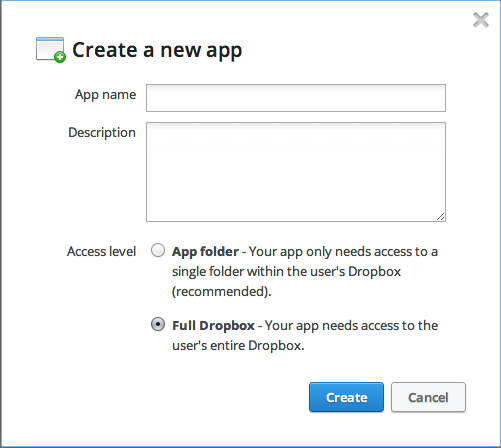 Create a new app
App name
Description
Access level
App folder - Your app only needs access to a
single folder within the user's Dropbox
(recommended).
Full Dropbox - Your app needs access to the
user's entire Dropbox.
Create
Cancel